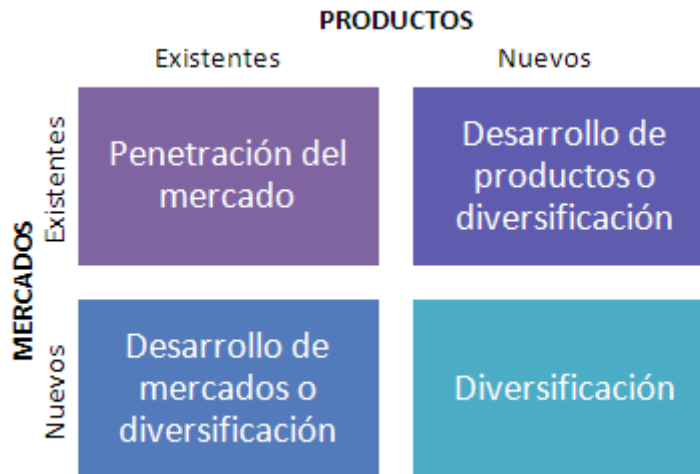 PRODUCTOS
Existentes
Nuevos
MERCADOS
Existentes
Penetración del
mercado
Desarrollo de
productos o
diversificación
Nuevos
Desarrollo de
mercados o
diversificación
Diversificación